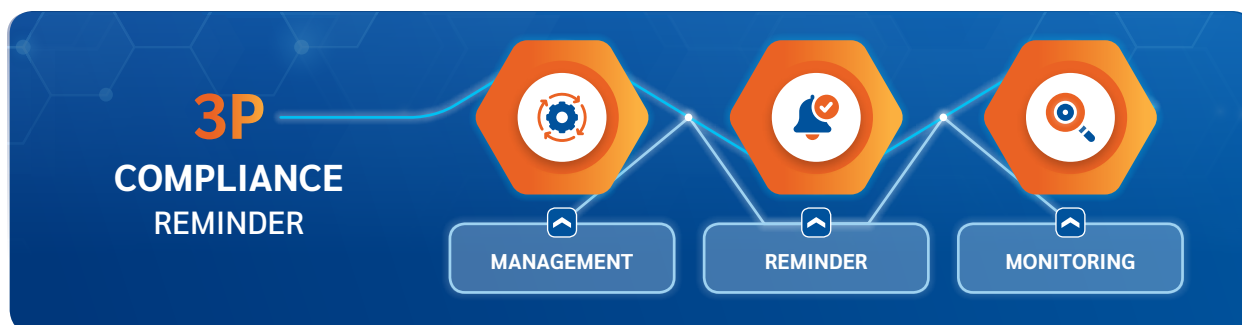 3P
COMPLIANCE
REMINDER
MANAGEMENT
REMINDER
MONITORING